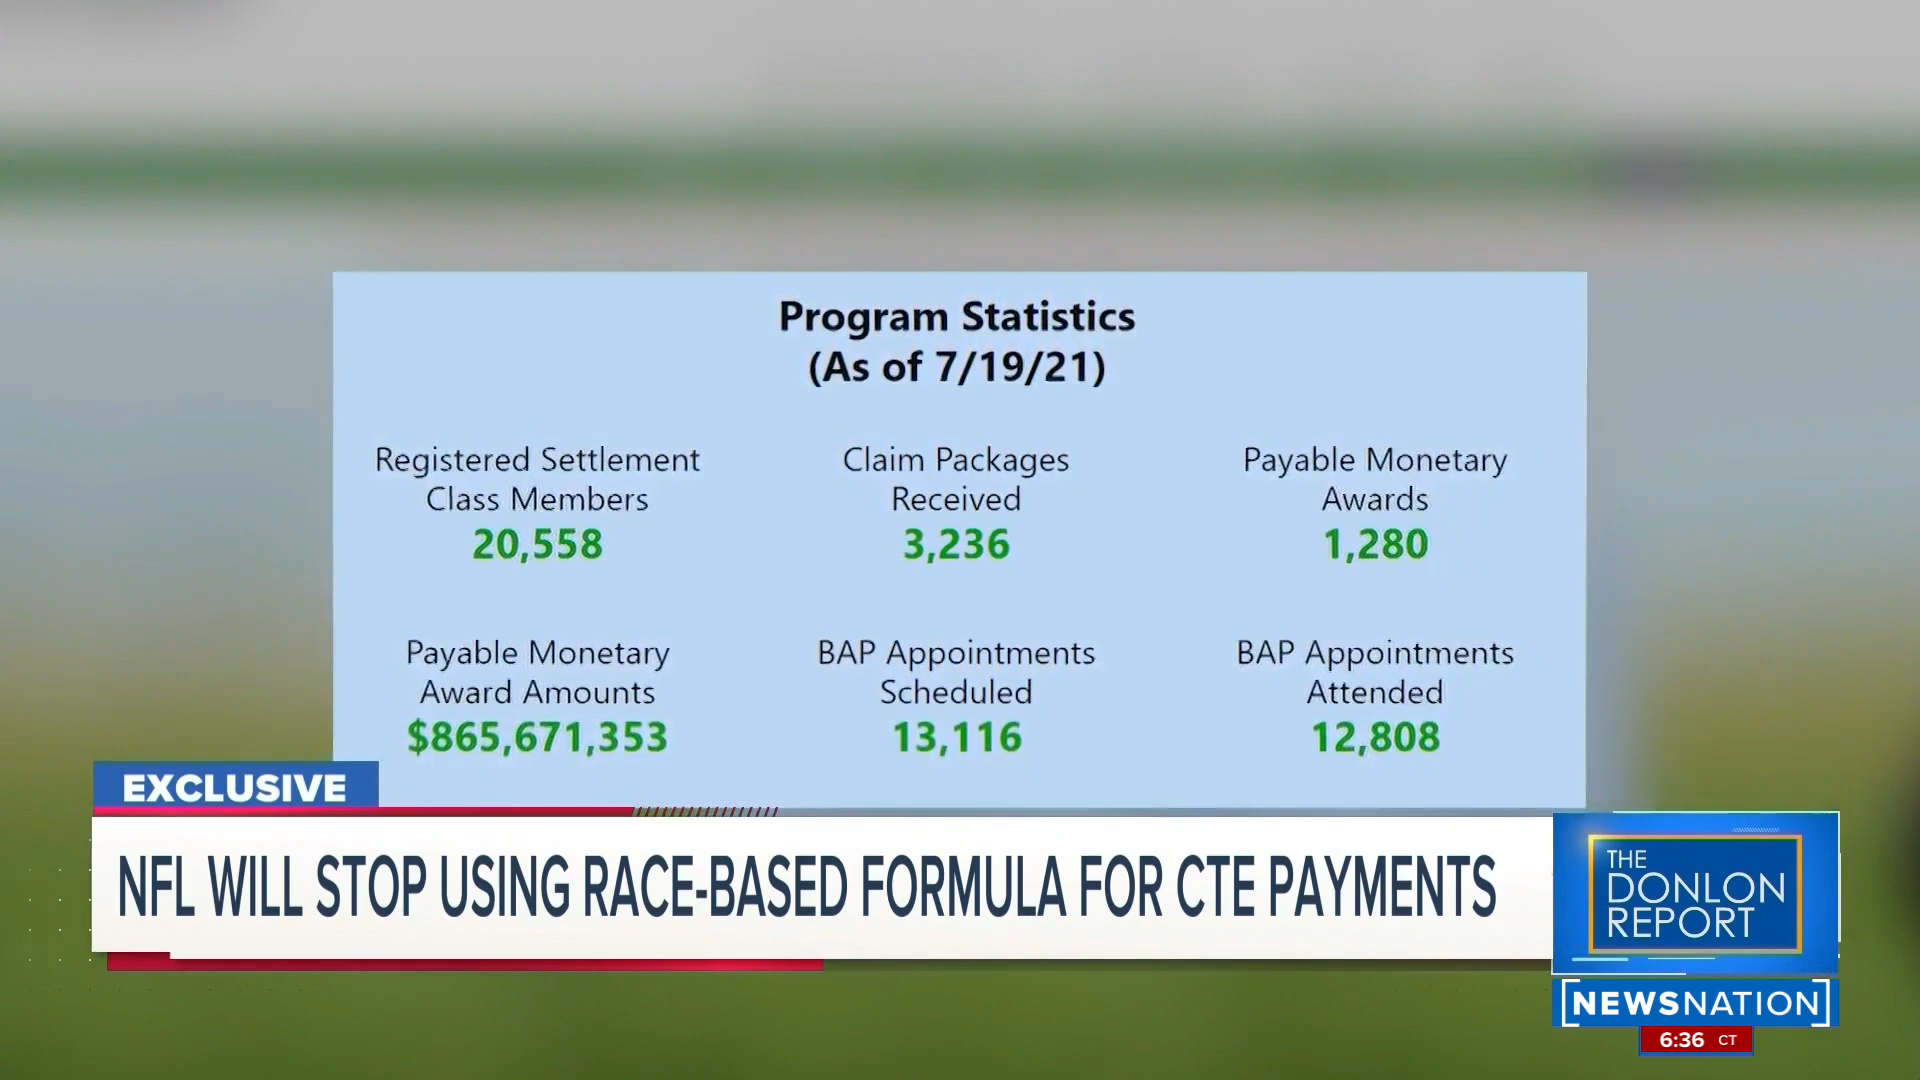 Program Statistics
(As of 7/19/21)
Registered Settlement
Class Members
20,558
Claim Packages
Received
3,236
Payable Monetary
Awards
1,280
Payable Monetary
Award Amounts
$865,671,353
BAP Appointments
Scheduled
13,116
BAP Appointments
Attended
12,808
EXCLUSIVE
NFL WILL STOP USING RACE-BASED FORMULA FOR CTE PAYMENTS
THE
DONLON
REPORT
[NEWSNATION]
6:36 CT